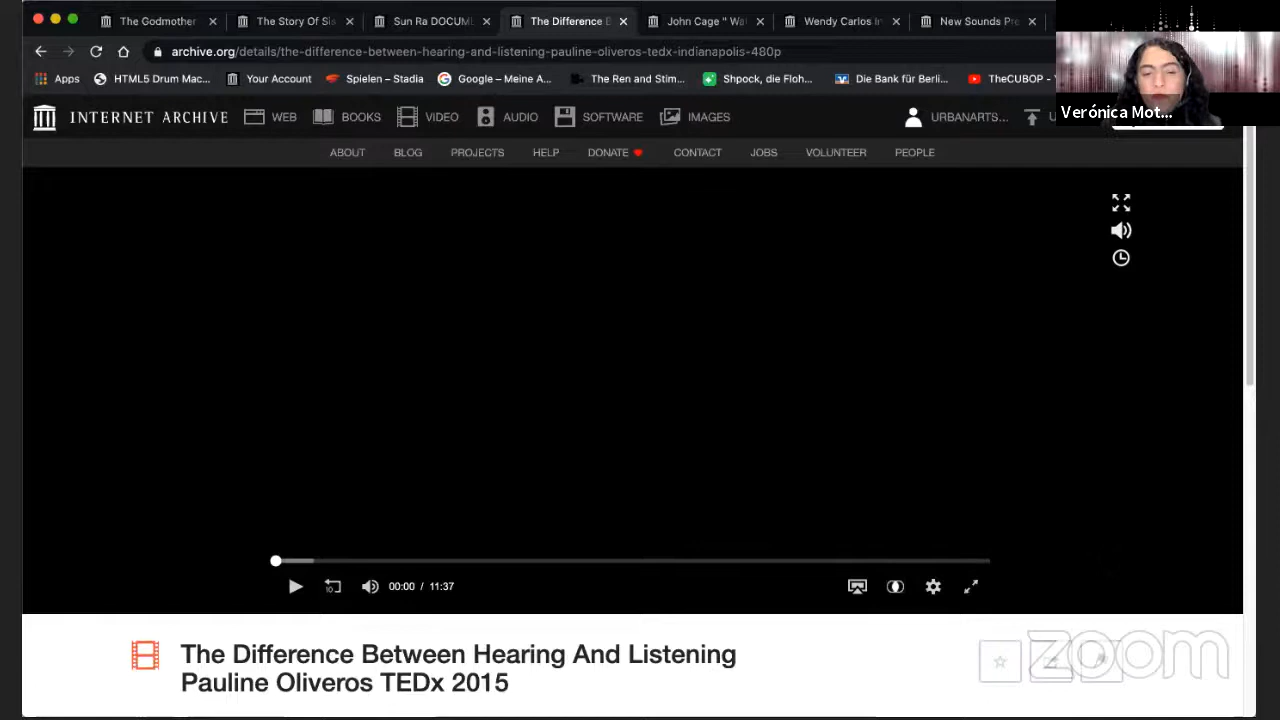 The Godmother
The Story Of Sis
Sun Ra DOCUM
The Difference B
John Cage " Wa
Wendy Carlos In
New Sounds Pre
archive.org/details/the-difference-between-hearing-and-listening-pauline-oliveros-tedx-indianapolis-480p
Apps
HTML5 Drum Mac...
Your Account
Spielen – Stadia
Google – Meine A...
The Ren and Stim...
Shpock, die Floh...
Die Bank für Berli...
TheCUBOP - Y
Verónica Mot...
INTERNET ARCHIVE
WEB
BOOKS
VIDEO
AUDIO
SOFTWARE
IMAGES
URBANARTS...
U
ABOUT
BLOG
PROJECTS
HELP
DONATE
CONTACT
JOBS
VOLUNTEER
PEOPLE
10
00:00 / 11:37
The Difference Between Hearing And Listening
Pauline Oliveros TEDx 2015
zoom